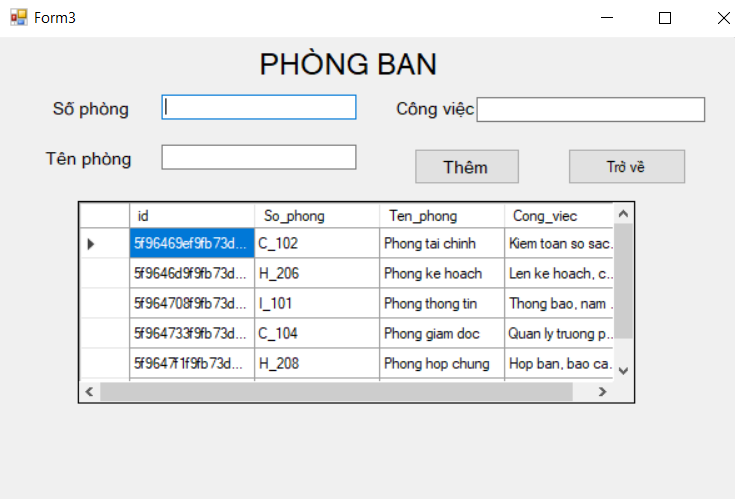 Form3
PHÒNG BAN
Số phòng Công việc
Tên phòng Thêm Trở về
id So_phong Ten_phong Cong_viec
5f96469ef9fb73d... C_102 Phong tai chinh Kiem toan so sac...
5f9646d9f9fb73d... H_206 Phong ke hoach Len ke hoach, c...
5f964708f9fb73d... I_101 Phong thong tin Thong bao, nam ...
5f964733f9fb73d... C_104 Phong giam doc Quan ly truong p...
5f9647f1f9fb73d... H_208 Phong hop chung Hop ban, bao ca...